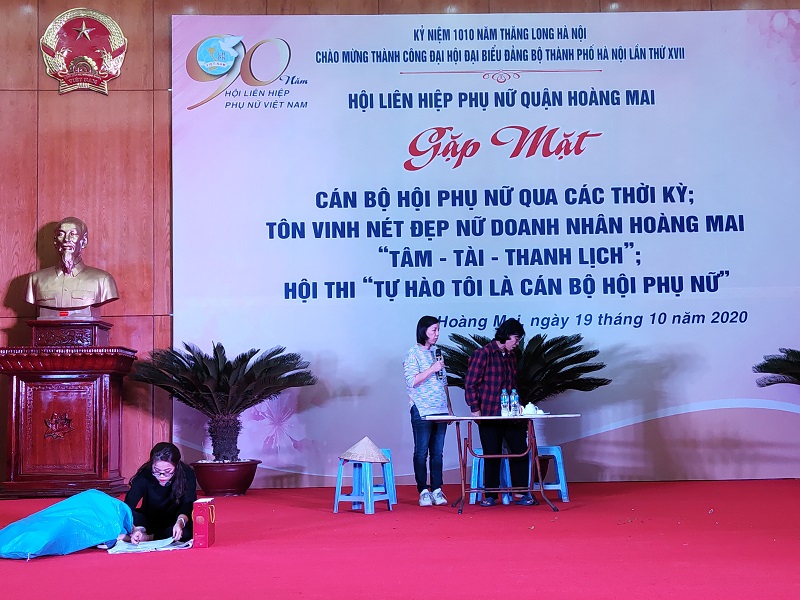 KỶ NIỆM 1010 NĂM THĂNG LONG HÀ NỘI
CHÀO MỪNG THÀNH CÔNG ĐẠI HỘI ĐẠI BIỂU ĐẢNG BỘ THÀNH PHỐ HÀ NỘI LẦN THỨ XVII
90 Năm
HỘI LIÊN HIỆP
PHỤ NỮ VIỆT NAM
HỘI LIÊN HIỆP PHỤ NỮ QUẬN HOÀNG MAI
Gặp Mặt
CÁN BỘ HỘI PHỤ NỮ QUA CÁC THỜI KỲ;
TÔN VINH NÉT ĐẸP NỮ DOANH NHÂN HOÀNG MAI
“TÂM - TÀI - THANH LỊCH”;
HỘI THI “TỰ HÀO TÔI LÀ CÁN BỘ HỘI PHỤ NỮ”
Hoàng Mai, ngày 19 tháng 10 năm 2020